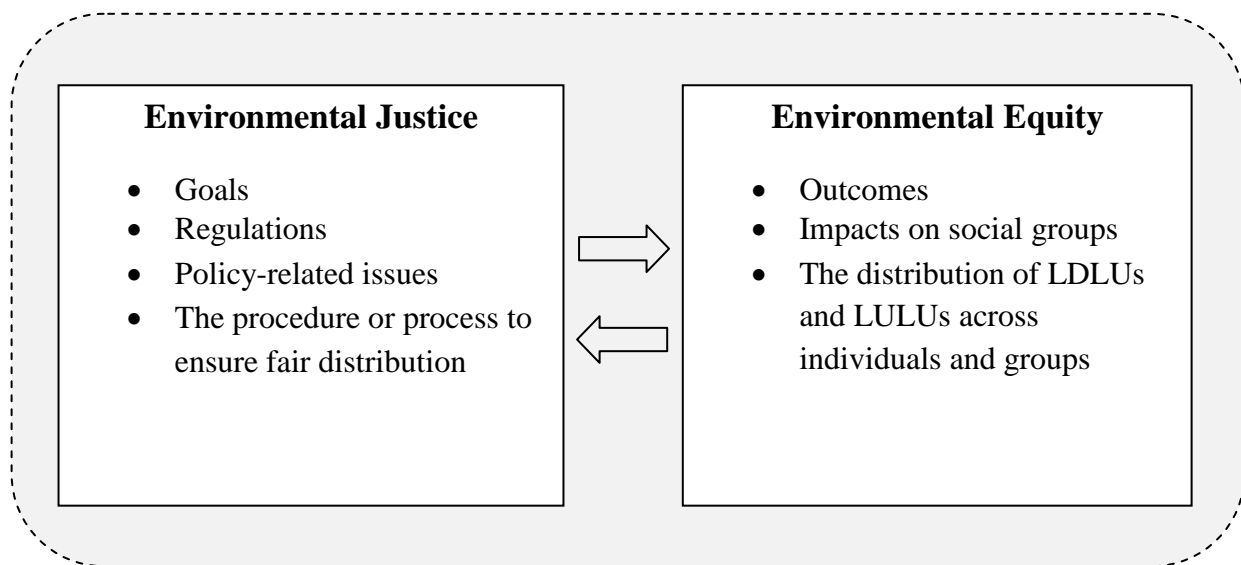 Environmental Justice
• Goals
• Regulations
• Policy-related issues
• The procedure or process to
ensure fair distribution
Environmental Equity
• Outcomes
• Impacts on social groups
• The distribution of LDLUs
and LULUs across
individuals and groups